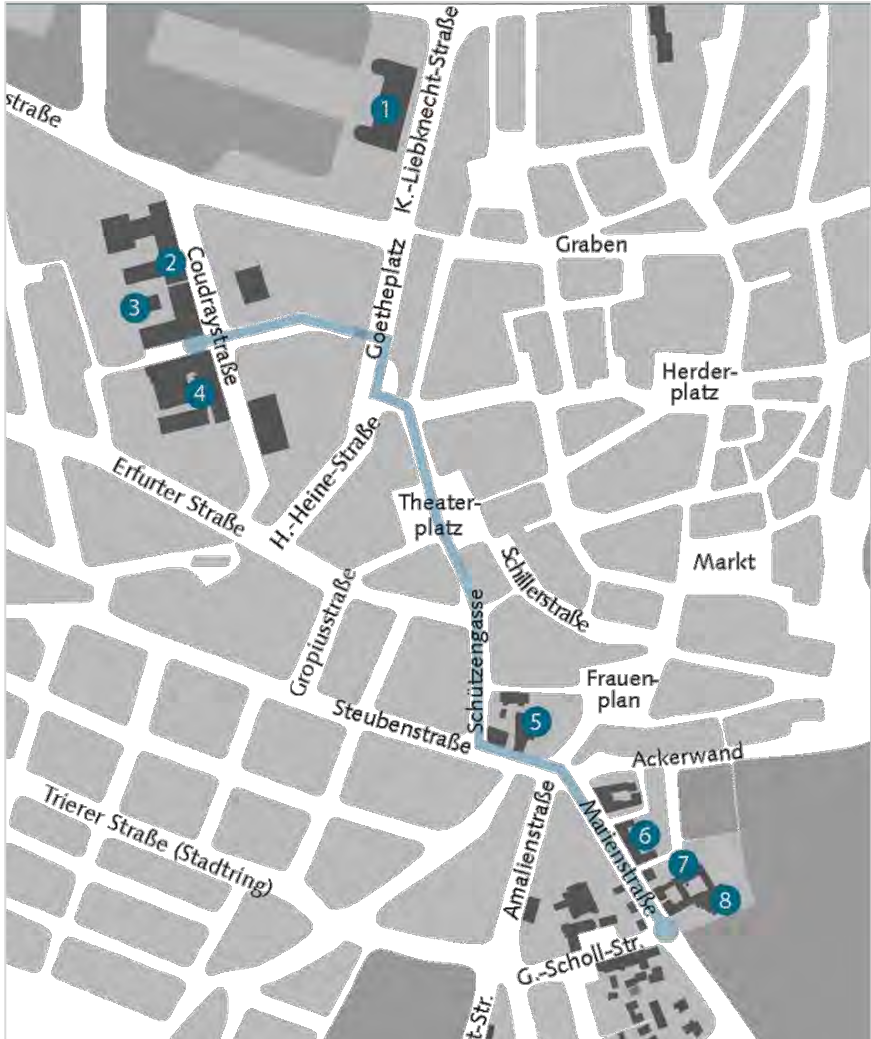 straße
1
K.-Liebknecht-Straße
Graben
2
Coudraystraße
Goetheplatz
3
4
Herder-
platz
Erfurter Straße
H.-Heine-Straße
Theater-
platz
Markt
Schillerstraße
Gropiusstraße
Schützengasse
Frauen-
plan
Steubenstraße
5
Ackerwand
Trierer Straße (Stadtring)
Amalienstraße
Marienstraße
6
7
8
G.-Scholl-Str.
t-Str.